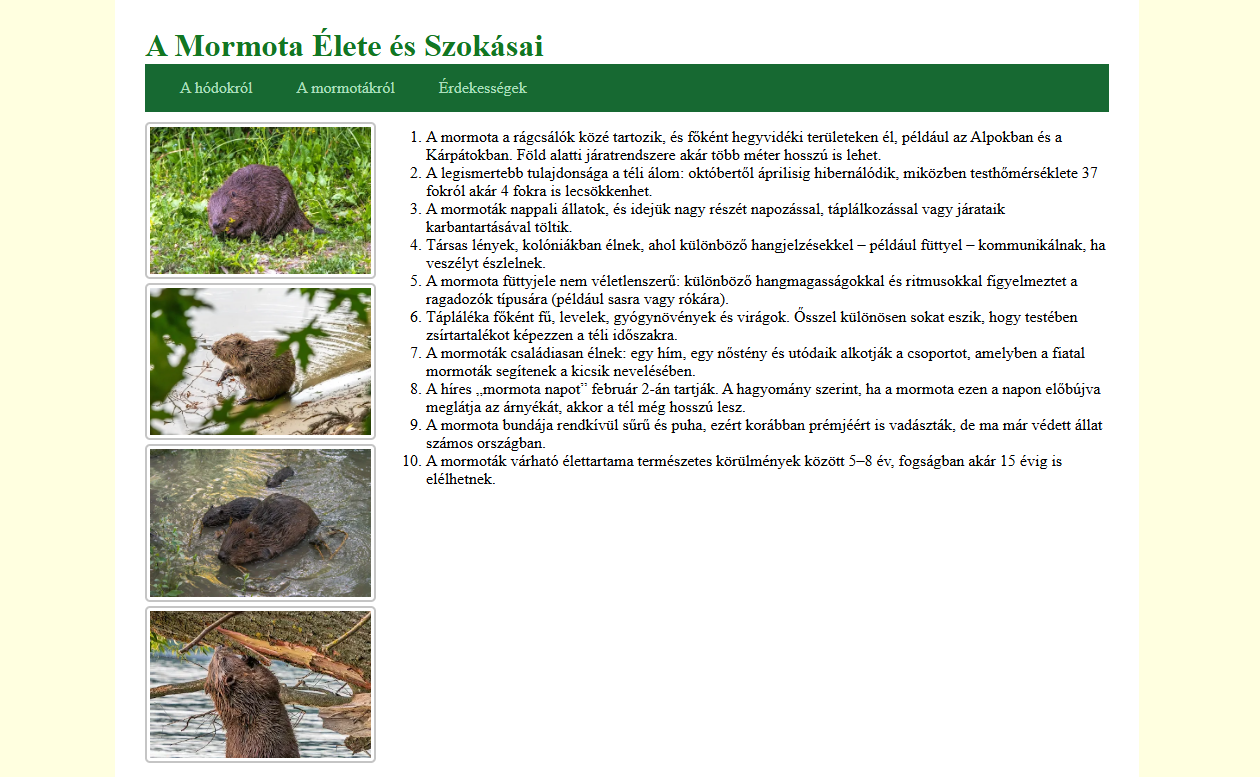 A Mormota Élete és Szokásai
A hódokról
A mormotákról
Érdekességek
1. A mormota a rágcsálók közé tartozik, és főként hegyvidéki területeken él, például az Alpokban és a
Kárpátokban. Föld alatti járatrendszere akár több méter hosszú is lehet.
2. A legismertebb tulajdonsága a téli álom: októbertől áprilisig hibernálódik, miközben testhőmérséklete 37
fokról akár 4 fokra is lecsökkenhet.
3. A mormoták nappali állatok, és idejük nagy részét napozással, táplálkozással vagy járataik
karbantartásával töltik.
4. Társas lények, kolóniákban élnek, ahol különböző hangjelzésekkel – például füttyel – kommunikálnak, ha
veszélyt észlelnek.
5. A mormota füttyjele nem véletlenszerű: különböző hangmagasságokkal és ritmusokkal figyelmeztet a
ragadozók típusára (például sasra vagy rókára).
6. Tápláléka főként fű, levelek, gyógynövények és virágok. Ősszel különösen sokat eszik, hogy testében
zsírtartalékot képezzen a téli időszakra.
7. A mormoták családiasan élnek: egy hím, egy nőstény és utódaik alkotják a csoportot, amelyben a fiatal
mormoták segítenek a kicsik nevelésében.
8. A híres „mormota napot” február 2-án tartják. A hagyomány szerint, ha a mormota ezen a napon előbújva
meglátja az árnyékát, akkor a tél még hosszú lesz.
9. A mormota bundája rendkívül sűrű és puha, ezért korábban prémjéért is vadászták, de ma már védett állat
számos országban.
10. A mormoták várható élettartama természetes körülmények között 5–8 év, fogságban akár 15 évig is
elélhetnek.